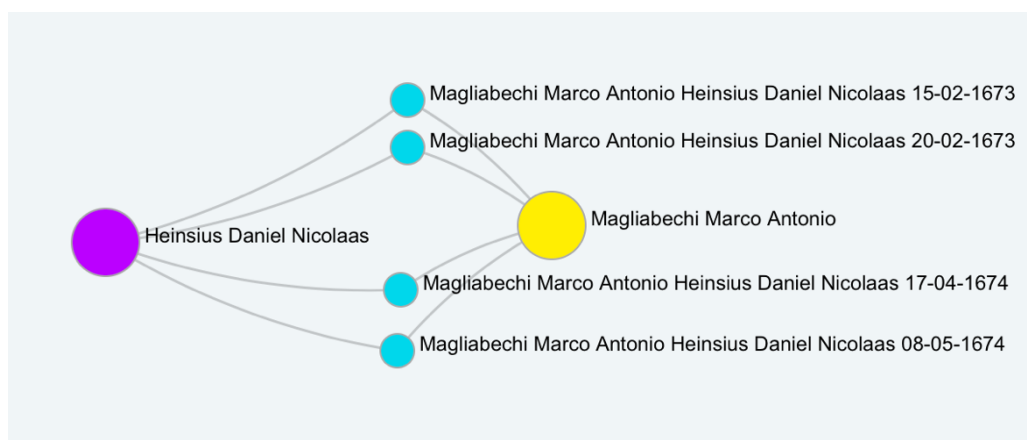 Magliabechi Marco Antonio Heinsius Daniel Nicolaas 15-02-1673
Magliabechi Marco Antonio Heinsius Daniel Nicolaas 20-02-1673
Magliabechi Marco Antonio
Heinsius Daniel Nicolaas
Magliabechi Marco Antonio Heinsius Daniel Nicolaas 17-04-1674
Magliabechi Marco Antonio Heinsius Daniel Nicolaas 08-05-1674